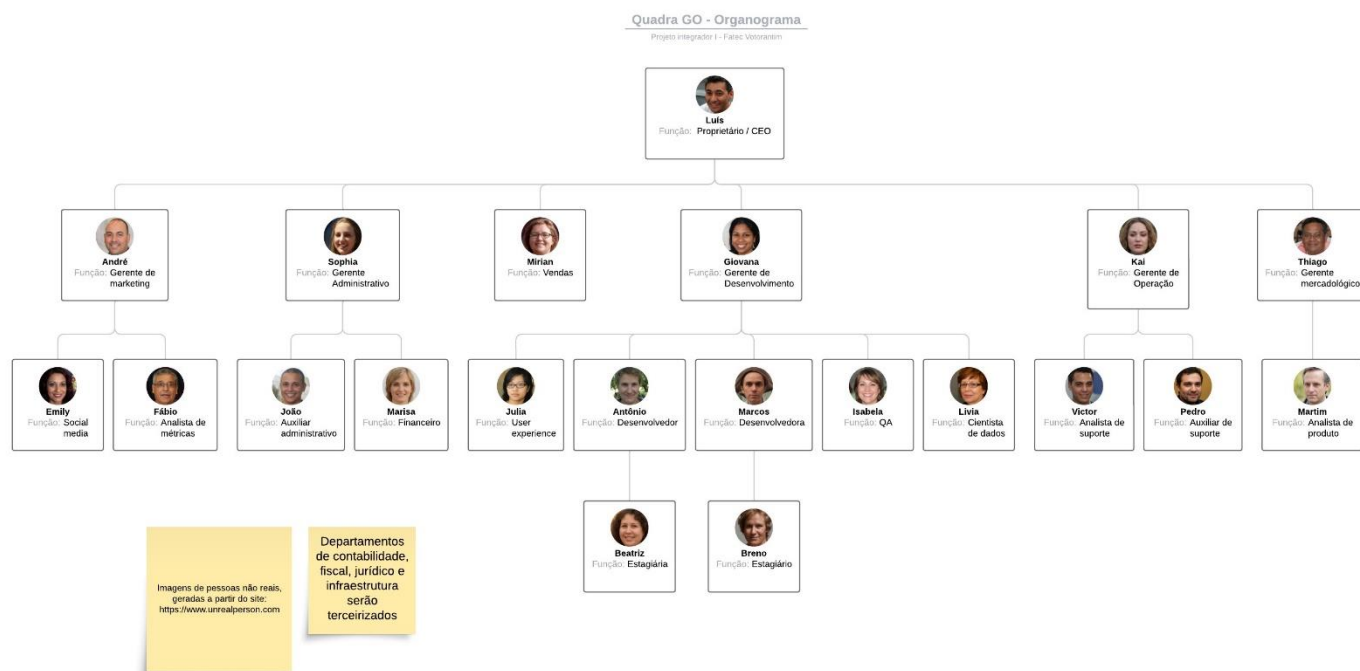 Quadra GO - Organograma
Projeto integrador I - Fatec Votorantim
Luís
Função: Proprietário / CEO
André
Função: Gerente de
marketing
Sophia
Função: Gerente
Administrativo
Mirian
Função: Vendas
Giovana
Função: Gerente de
Desenvolvimento
Kai
Função: Gerente de
Operação
Thiago
Função: Gerente
mercadológico
Emily
Função: Social
media
Fábio
Função: Analista de
métricas
João
Função: Auxiliar
administrativo
Marisa
Função: Financeiro
Julia
Função: User
experience
Antônio
Função: Desenvolvedor
Marcos
Função: Desenvolvedora
Isabela
Função: QA
Livia
Função: Cientista
de dados
Victor
Função: Analista de
suporte
Pedro
Função: Auxiliar de
suporte
Martim
Função: Analista de
produto
Beatriz
Função: Estagiária
Breno
Função: Estagiário
Imagens de pessoas não reais,
geradas a partir do site:
https://www.unrealperson.com
Departamentos
de contabilidade,
fiscal, jurídico e
infraestrutura
serão
terceirizados